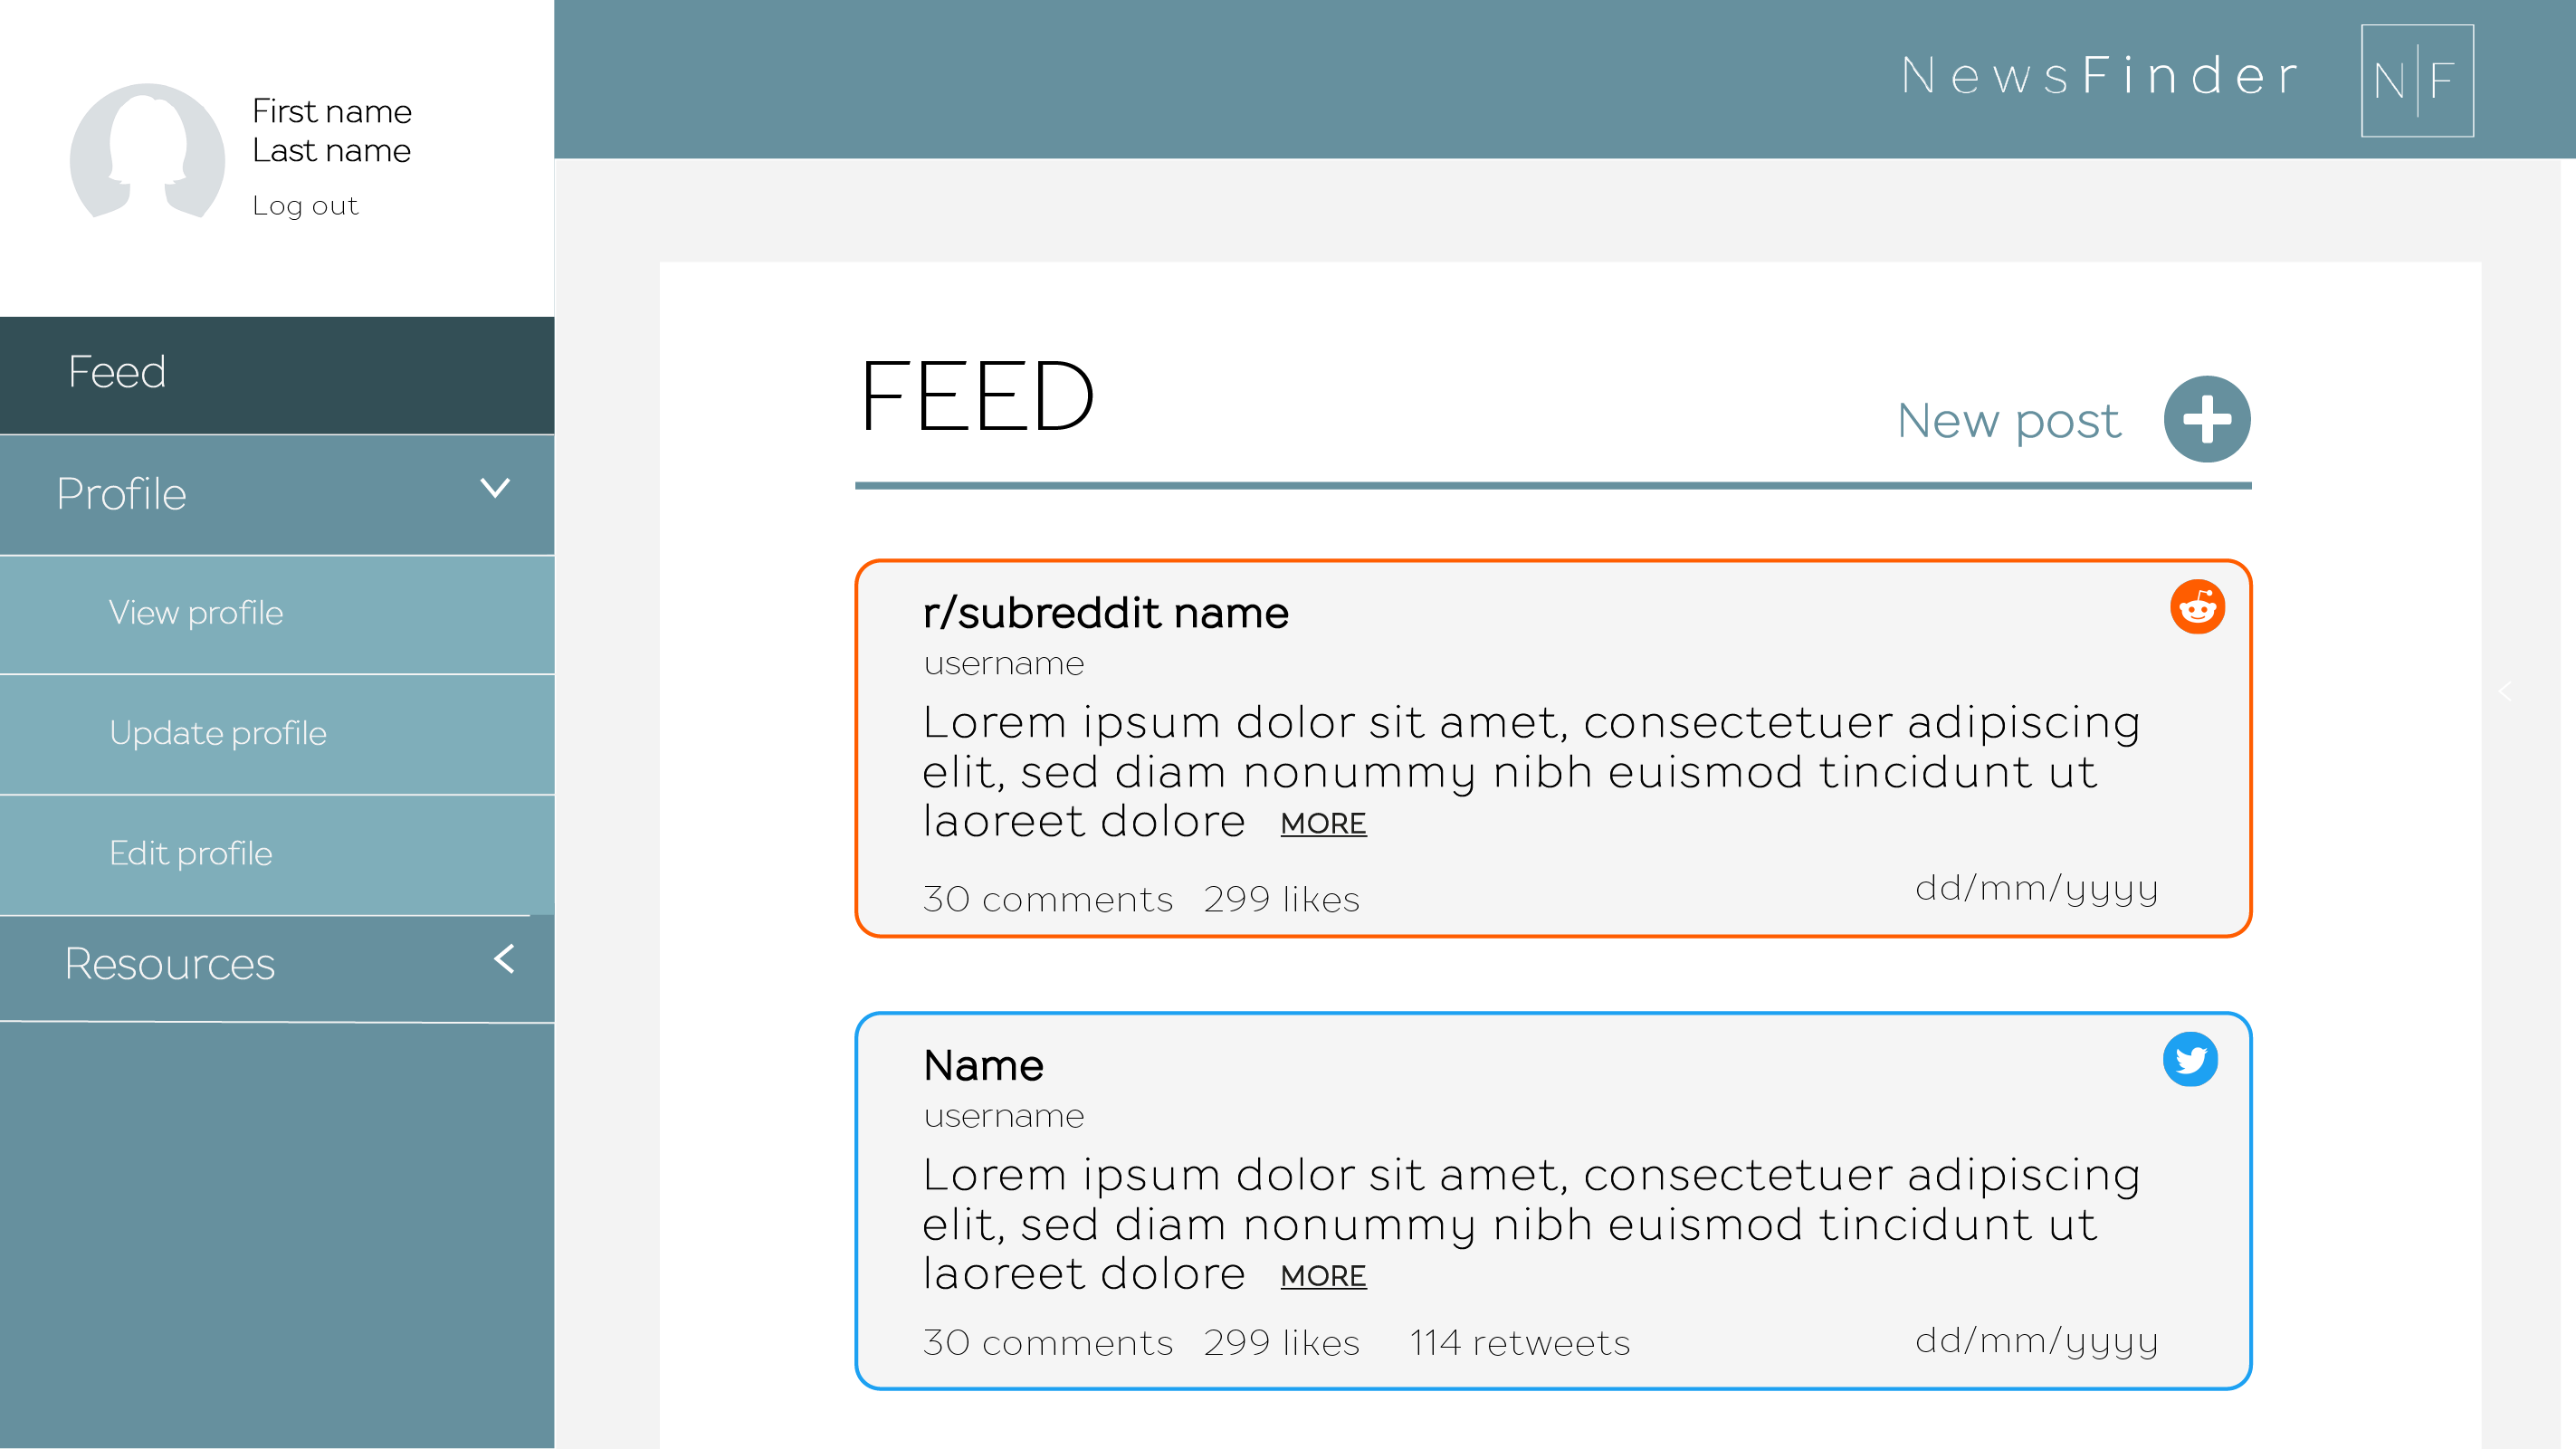 First name
Last name
Log out
NewsFinder
N|F
Feed
Profile
View profile
Update profile
Edit profile
Resources
FEED
New post
r/subreddit name
username
Lorem ipsum dolor sit amet, consectetuer adipiscing
elit, sed diam nonummy nibh euismod tincidunt ut
laoreet dolore MORE
30 comments 299 likes
dd/mm/yyyy
Name
username
Lorem ipsum dolor sit amet, consectetuer adipiscing
elit, sed diam nonummy nibh euismod tincidunt ut
laoreet dolore MORE
30 comments 299 likes 114 retweets
dd/mm/yyyy